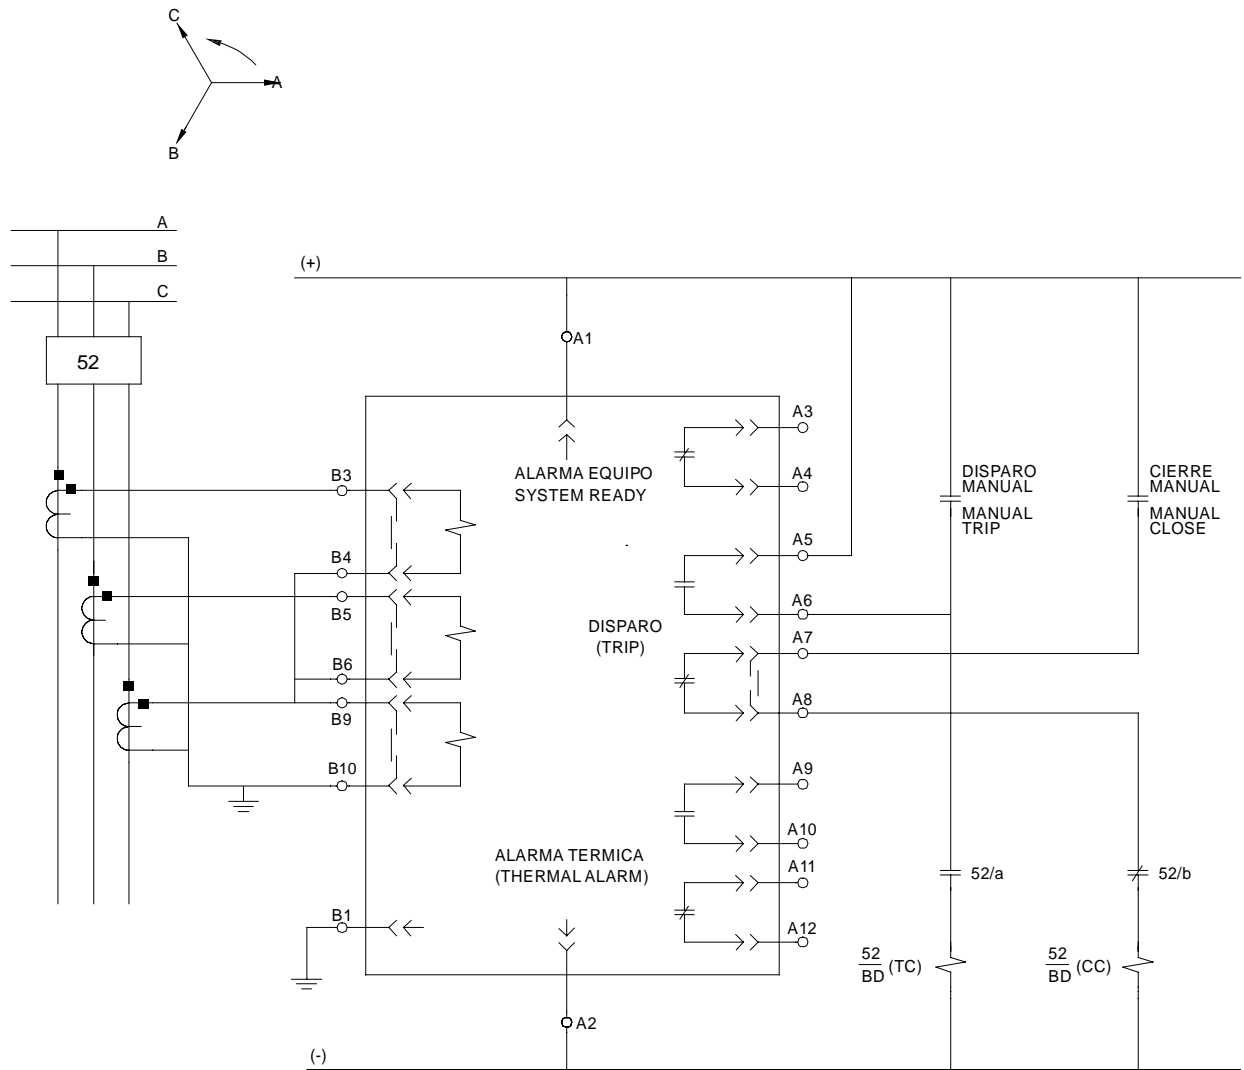 C
A
B
A
B
C
52
(+)
A1
ALARMA EQUIPO
SYSTEM READY
A3
A4
A5
A6
A7
A8
A9
A10
A11
A12
DISPARO
(TRIP)
ALARMA TERMICA
(THERMAL ALARM)
B3
B4
B5
B6
B9
B10
B1
A2
(-)
DISPARO
MANUAL
MANUAL
TRIP
CIERRE
MANUAL
MANUAL
CLOSE
52/a
52/b
52
BD (TC)
52
BD (CC)